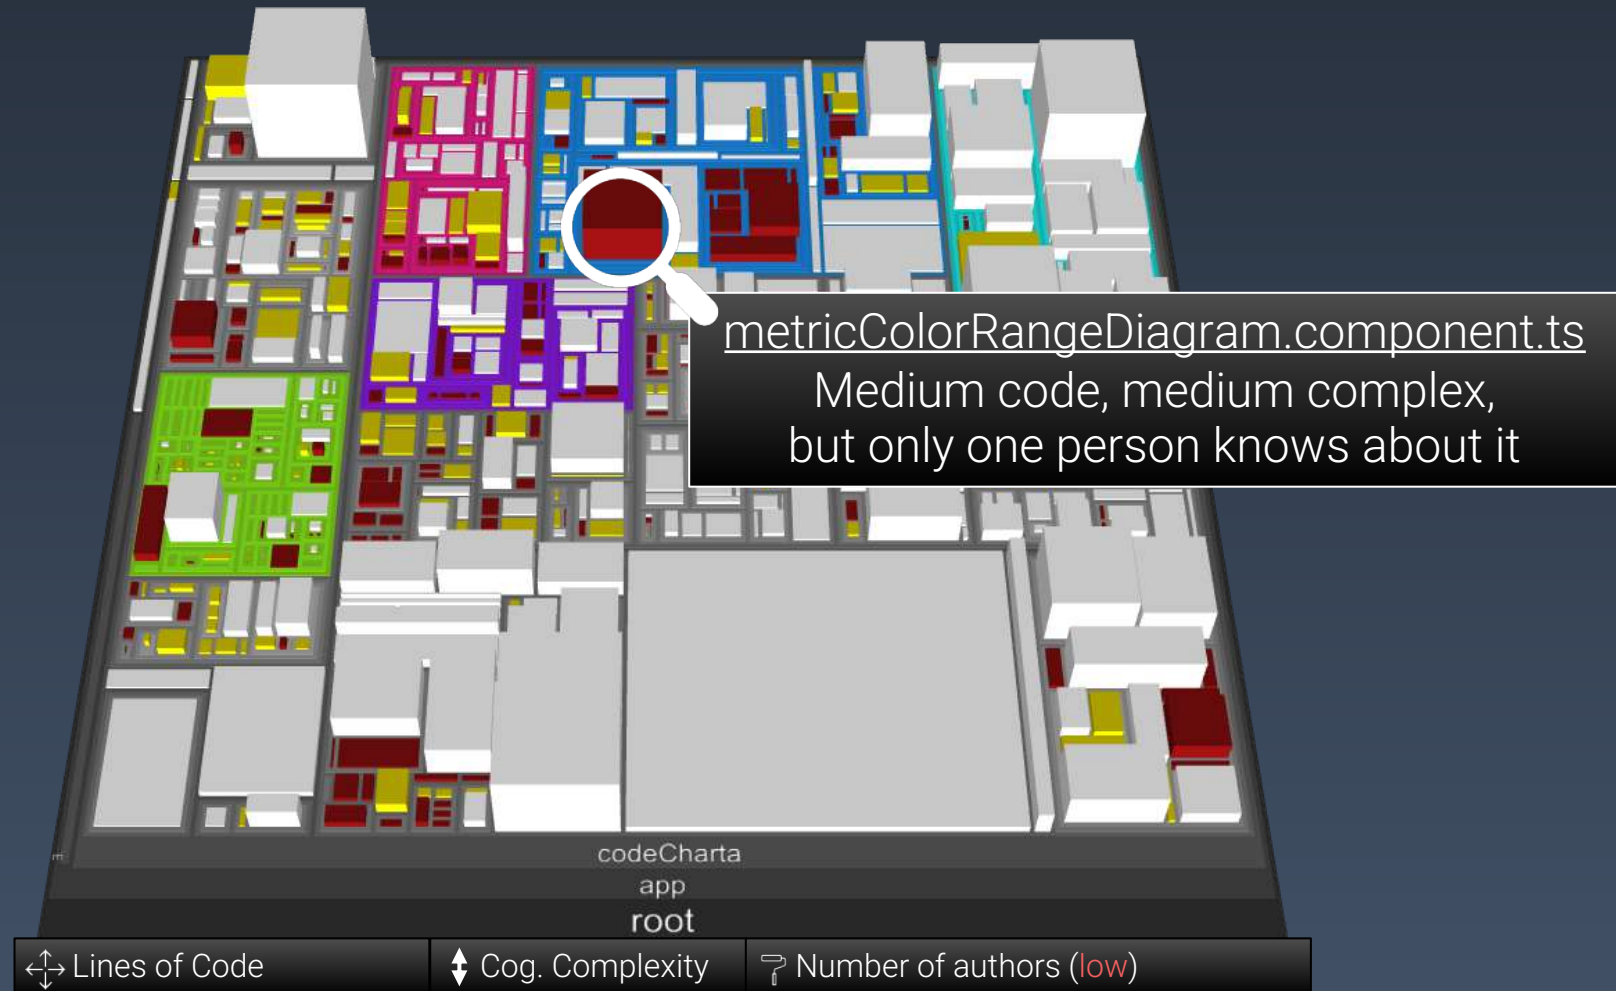 metricColorRangeDiagram.component.ts
Medium code, medium complex,
but only one person knows about it
codeCharta
app
root
Lines of Code
Cog. Complexity
Number of authors (low)